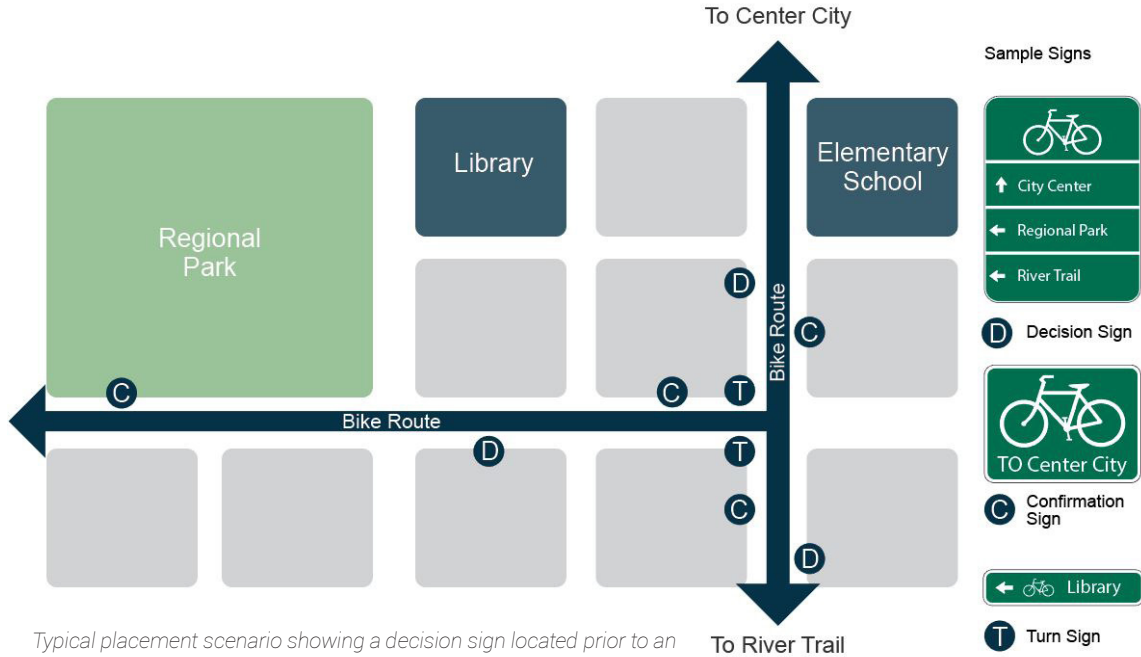 To Center City
Sample Signs
Regional
Park
Library
Elementary
School
City Center
Regional Park
River Trail
D
Decision Sign
D
C
Bike Route
C
C
T
Bike Route
D
T
C
D
TO Center City
C
Confirmation
Sign
Library
T
Turn Sign
Typical placement scenario showing a decision sign located prior to an
To River Trail